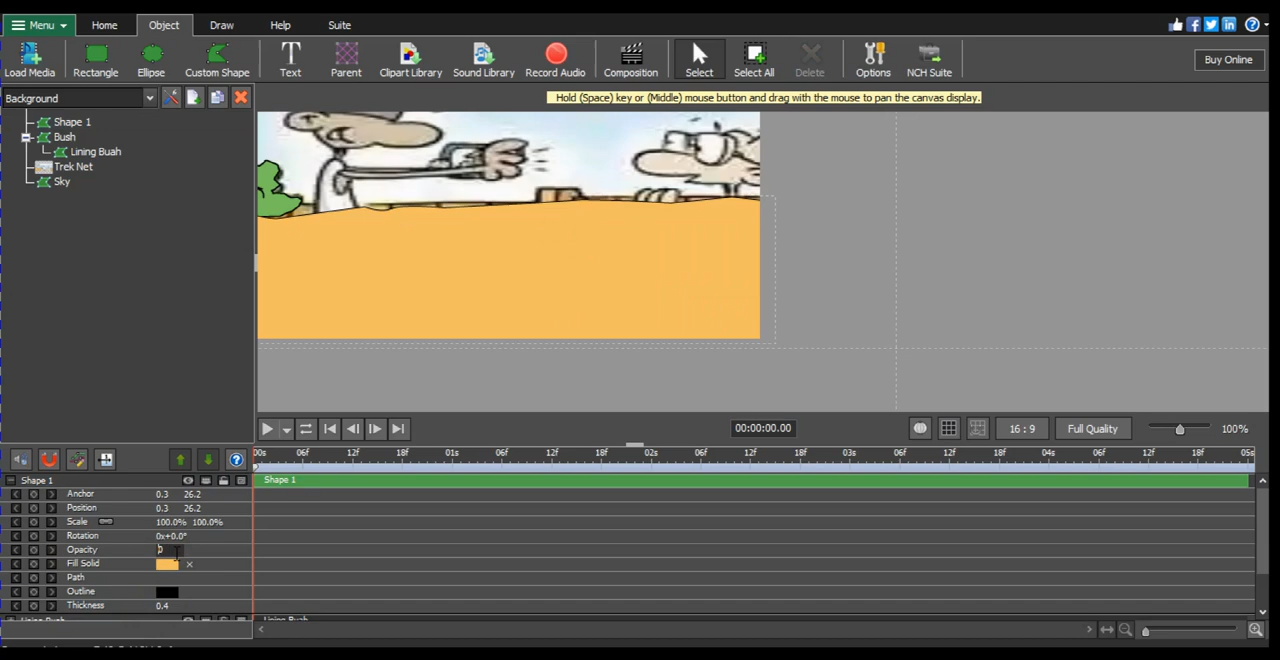 Menu Home Object Draw Help Suite
Load Media Rectangle Ellipse Custom Shape Text Parent Clipart Library Sound Library Record Audio Composition Select Select All Delete Options NCH Suite Buy Online
Background
Hold (Space) key or (Middle) mouse button and drag with the mouse to pan the canvas display.
Shape 1
Bush
Lining Buah
Trek Net
Sky
00:00:00.00 16 : 9 Full Quality 100%
00s 06f 12f 18f 01s 06f 12f 18f 02s 06f 12f 18f 03s 06f 12f 18f 04s 06f 12f 18f 05s
Shape 1 Shape 1
Anchor 0.3 26.2
Position 0.3 26.2
Scale 100.0% 100.0%
Rotation 0x+0.0°
Opacity 0
Fill Solid
Path
Outline
Thickness 0.4